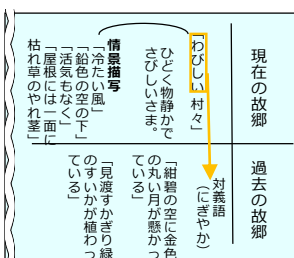 現在の故郷
「わびしい 村々」
ひどく物静かで
さびしいさま。
情景描写
「冷たい風」
「鉛色の空の下」
「活気もなく」
「屋根には一面に
枯れ草のやれ茎」
過去の故郷
対義語
(にぎやか)
「紺碧の空に金色
の丸い月が懸かっ
ている」
「見渡すかぎり緑
のすいかが植わっ
ている」